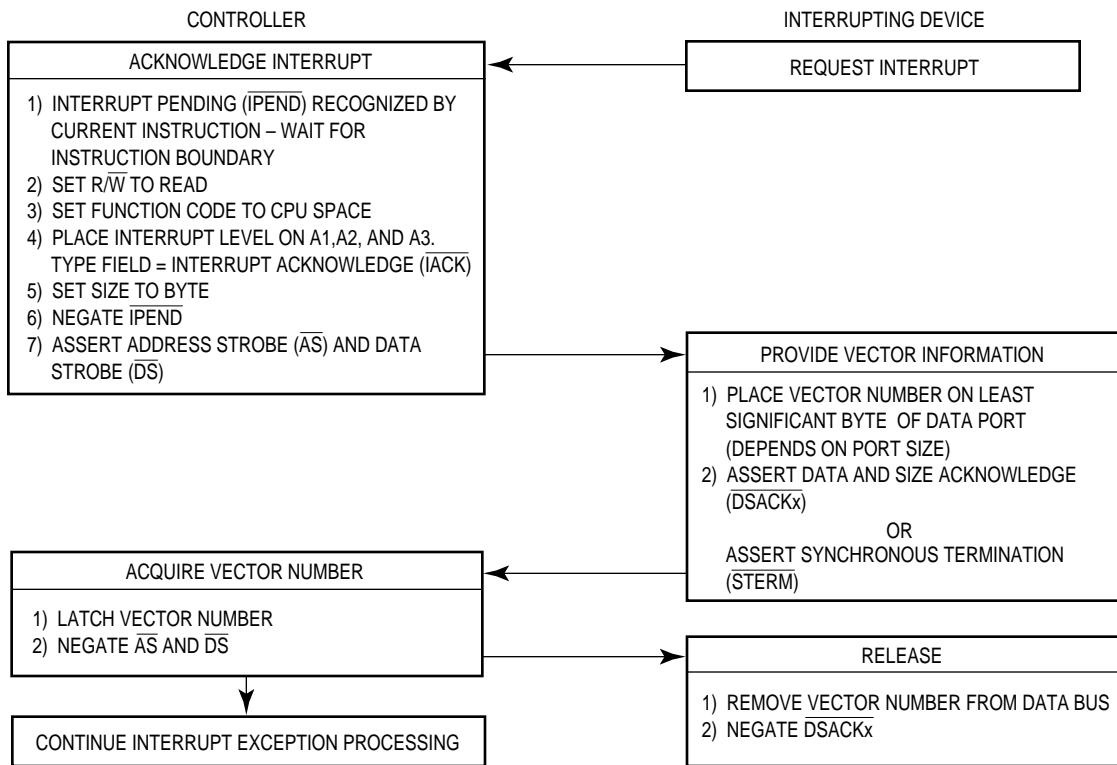 CONTROLLER
INTERRUPTING DEVICE
ACKNOWLEDGE INTERRUPT
1) INTERRUPT PENDING (IPEND) RECOGNIZED BY
CURRENT INSTRUCTION – WAIT FOR
INSTRUCTION BOUNDARY
2) SET R/W TO READ
3) SET FUNCTION CODE TO CPU SPACE
4) PLACE INTERRUPT LEVEL ON A1,A2, AND A3.
TYPE FIELD = INTERRUPT ACKNOWLEDGE (IACK)
5) SET SIZE TO BYTE
6) NEGATE IPEND
7) ASSERT ADDRESS STROBE (AS) AND DATA
STROBE (DS)
REQUEST INTERRUPT
PROVIDE VECTOR INFORMATION
1) PLACE VECTOR NUMBER ON LEAST
SIGNIFICANT BYTE OF DATA PORT
(DEPENDS ON PORT SIZE)
2) ASSERT DATA AND SIZE ACKNOWLEDGE
(DSACKx)
OR
ASSERT SYNCHRONOUS TERMINATION
(STERM)
ACQUIRE VECTOR NUMBER
1) LATCH VECTOR NUMBER
2) NEGATE AS AND DS
RELEASE
1) REMOVE VECTOR NUMBER FROM DATA BUS
2) NEGATE DSACKx
CONTINUE INTERRUPT EXCEPTION PROCESSING